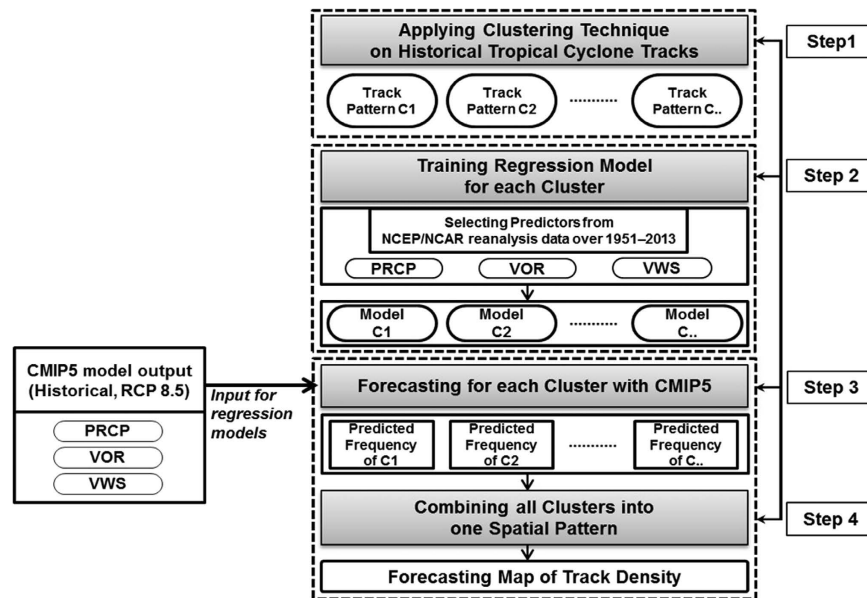 Applying Clustering Technique
on Historical Tropical Cyclone Tracks
Step1
Track
Pattern C1
Track
Pattern C2
Track
Pattern C..
Training Regression Model
for each Cluster
Step 2
Selecting Predictors from
NCEP/NCAR reanalysis data over 1951–2013
PRCP
VOR
VWS
Model
C1
Model
C2
Model
C..
CMIP5 model output
(Historical, RCP 8.5)
PRCP
VOR
VWS
Input for
regression
models
Forecasting for each Cluster with CMIP5
Step 3
Predicted
Frequency
of C1
Predicted
Frequency
of C2
Predicted
Frequency
of C..
Combining all Clusters into
one Spatial Pattern
Step 4
Forecasting Map of Track Density